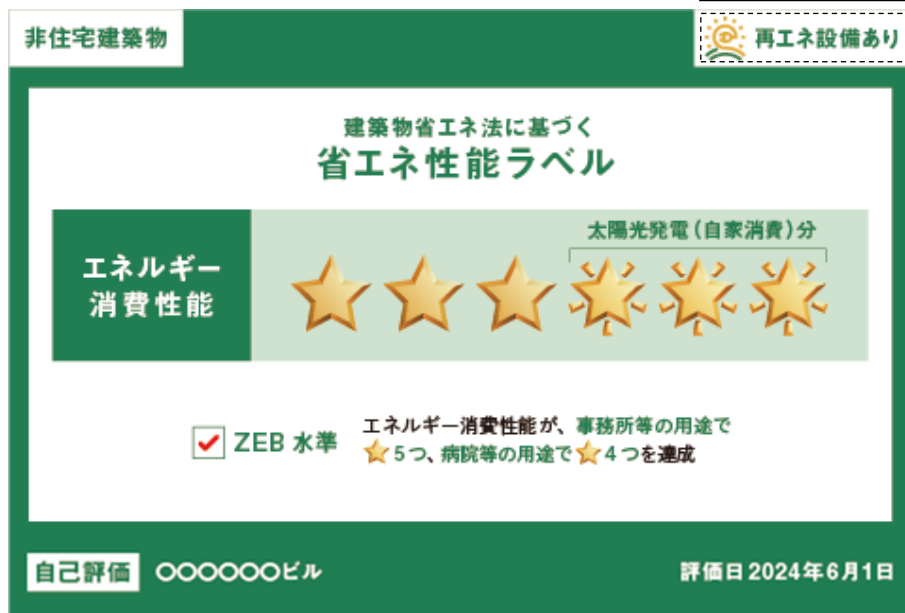 非住宅建築物
再エネ設備あり
建築物省エネ法に基づく
省エネ性能ラベル
太陽光発電(自家消費)分
エネルギー
消費性能
ZEB 水準
エネルギー消費性能が、事務所等の用途で
5つ、病院等の用途で 4つを達成
自己評価 〇〇〇〇〇〇ビル
評価日2024年6月1日